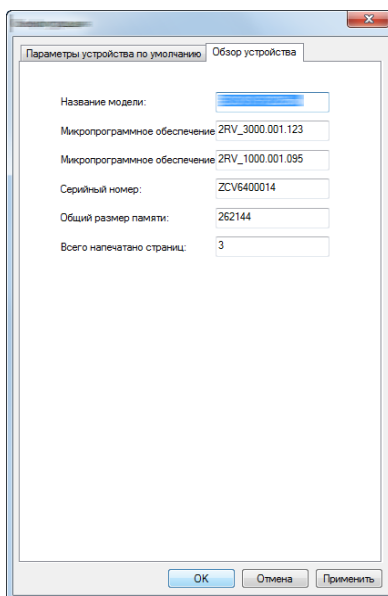 Параметры устройства по умолчанию
Обзор устройства
Название модели:
Микропрограммное обеспечение 2RV_3000.001.123
Микропрограммное обеспечение 2RV_1000.001.095
Серийный номер: ZCV6400014
Общий размер памяти: 262144
Всего напечатано страниц: 3
OK Отмена Применить